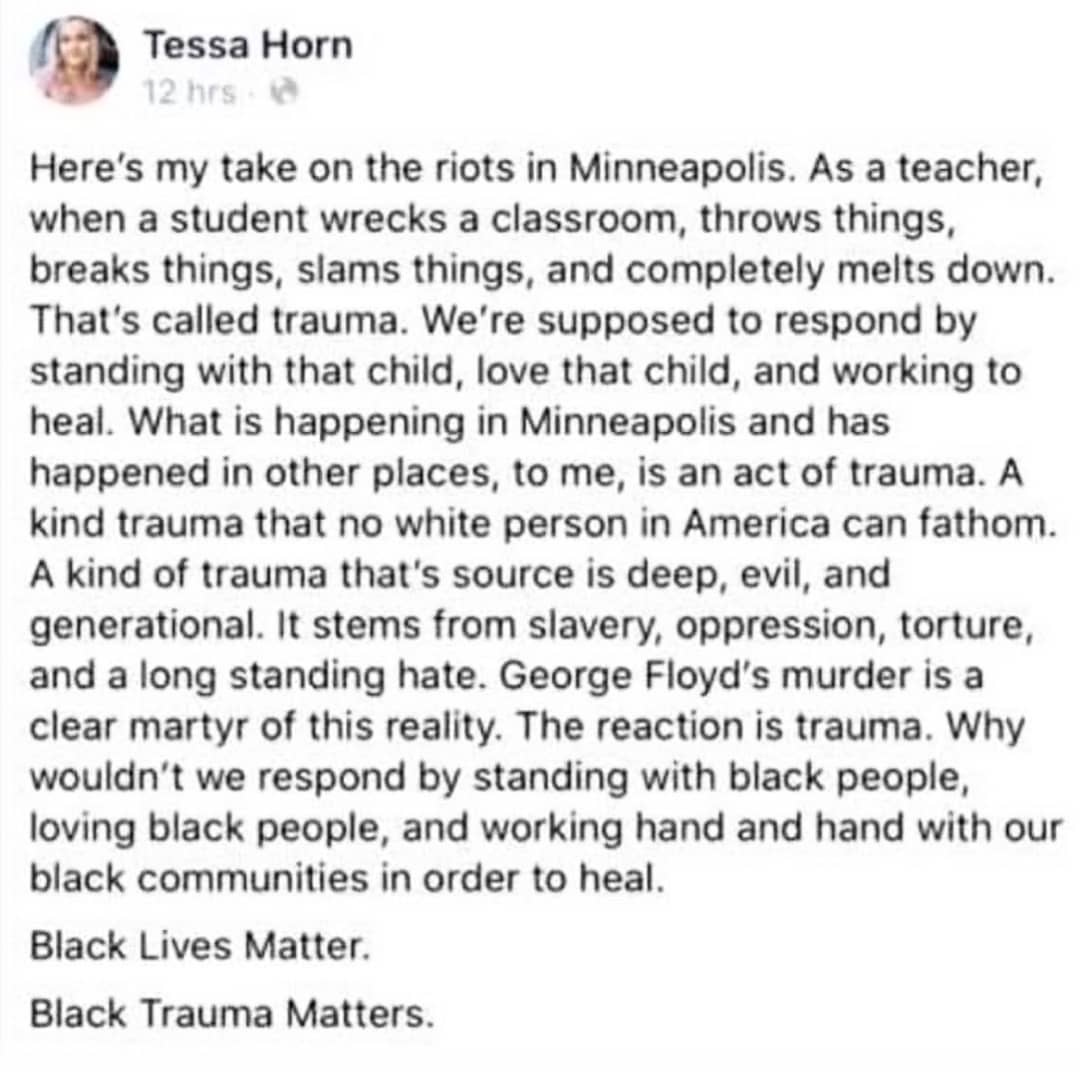 Tessa Horn
12 hrs ·
Here's my take on the riots in Minneapolis. As a teacher,
when a student wrecks a classroom, throws things,
breaks things, slams things, and completely melts down.
That's called trauma. We're supposed to respond by
standing with that child, love that child, and working to
heal. What is happening in Minneapolis and has
happened in other places, to me, is an act of trauma. A
kind trauma that no white person in America can fathom.
A kind of trauma that's source is deep, evil, and
generational. It stems from slavery, oppression, torture,
and a long standing hate. George Floyd's murder is a
clear martyr of this reality. The reaction is trauma. Why
wouldn't we respond by standing with black people,
loving black people, and working hand and hand with our
black communities in order to heal.
Black Lives Matter.
Black Trauma Matters.